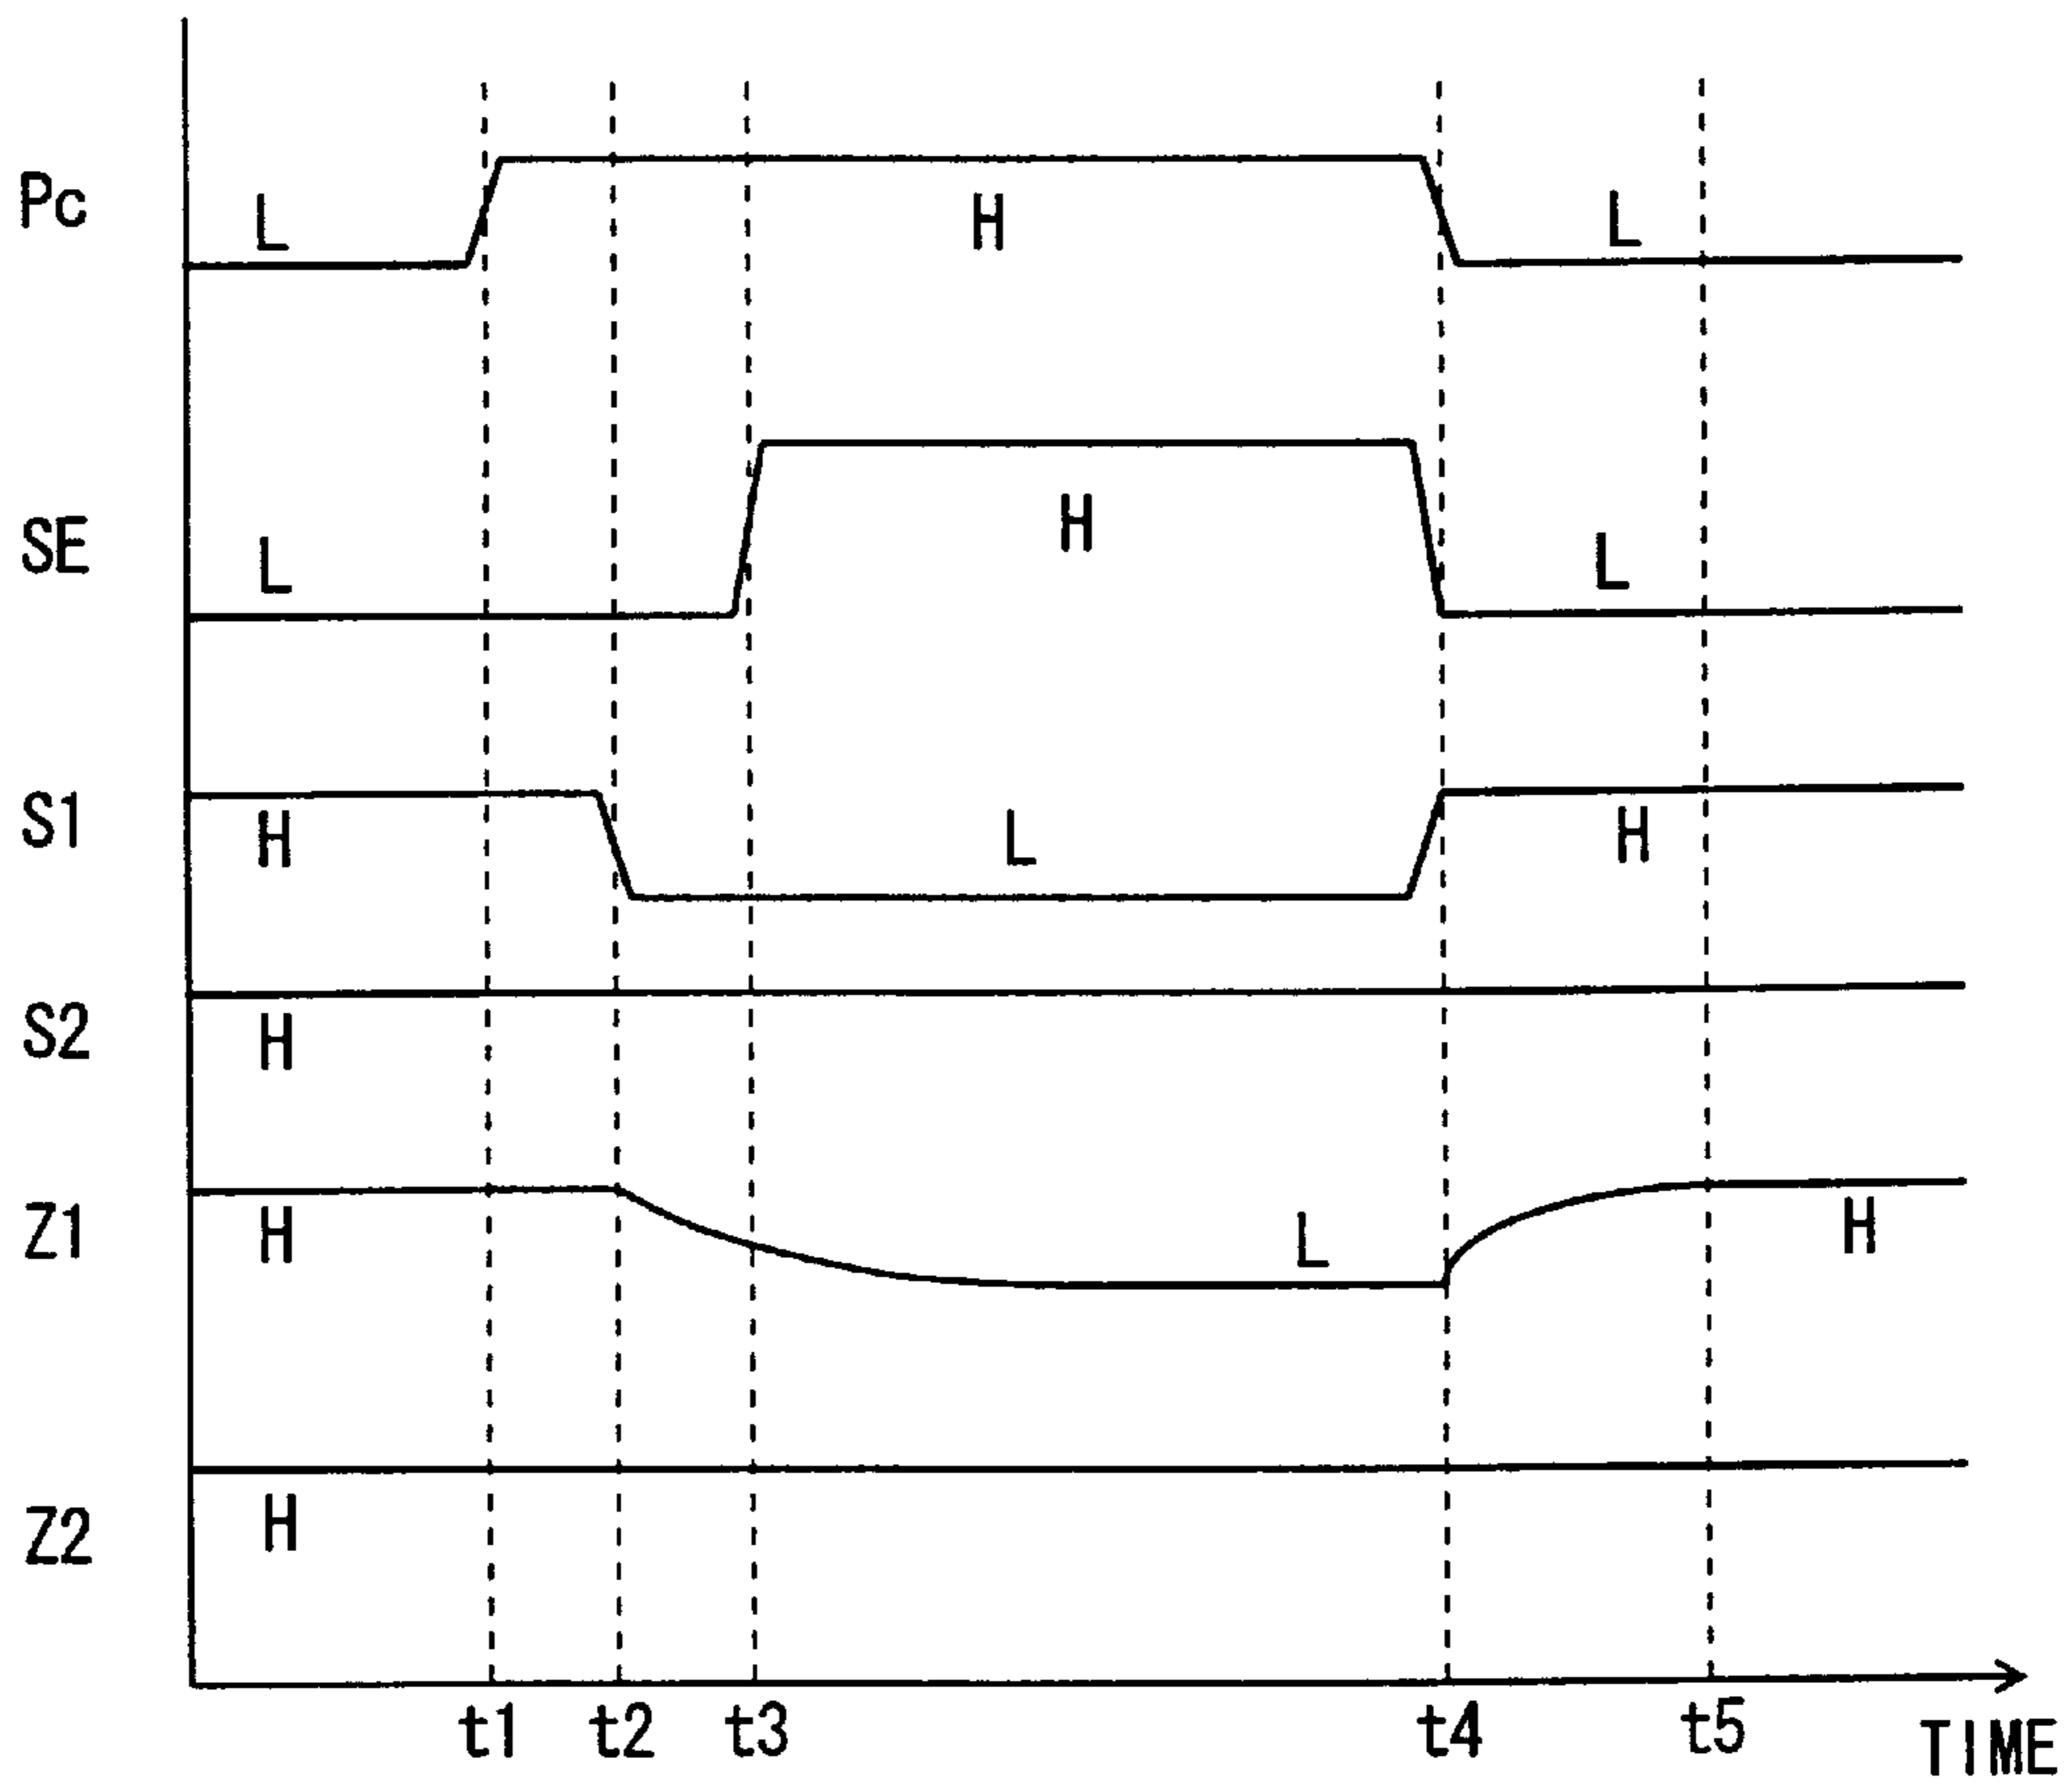 Pc L H L
SE L H L
S1 H L H
S2 H
Z1 H L H
Z2 H
t1 t2 t3 t4 t5 TIME